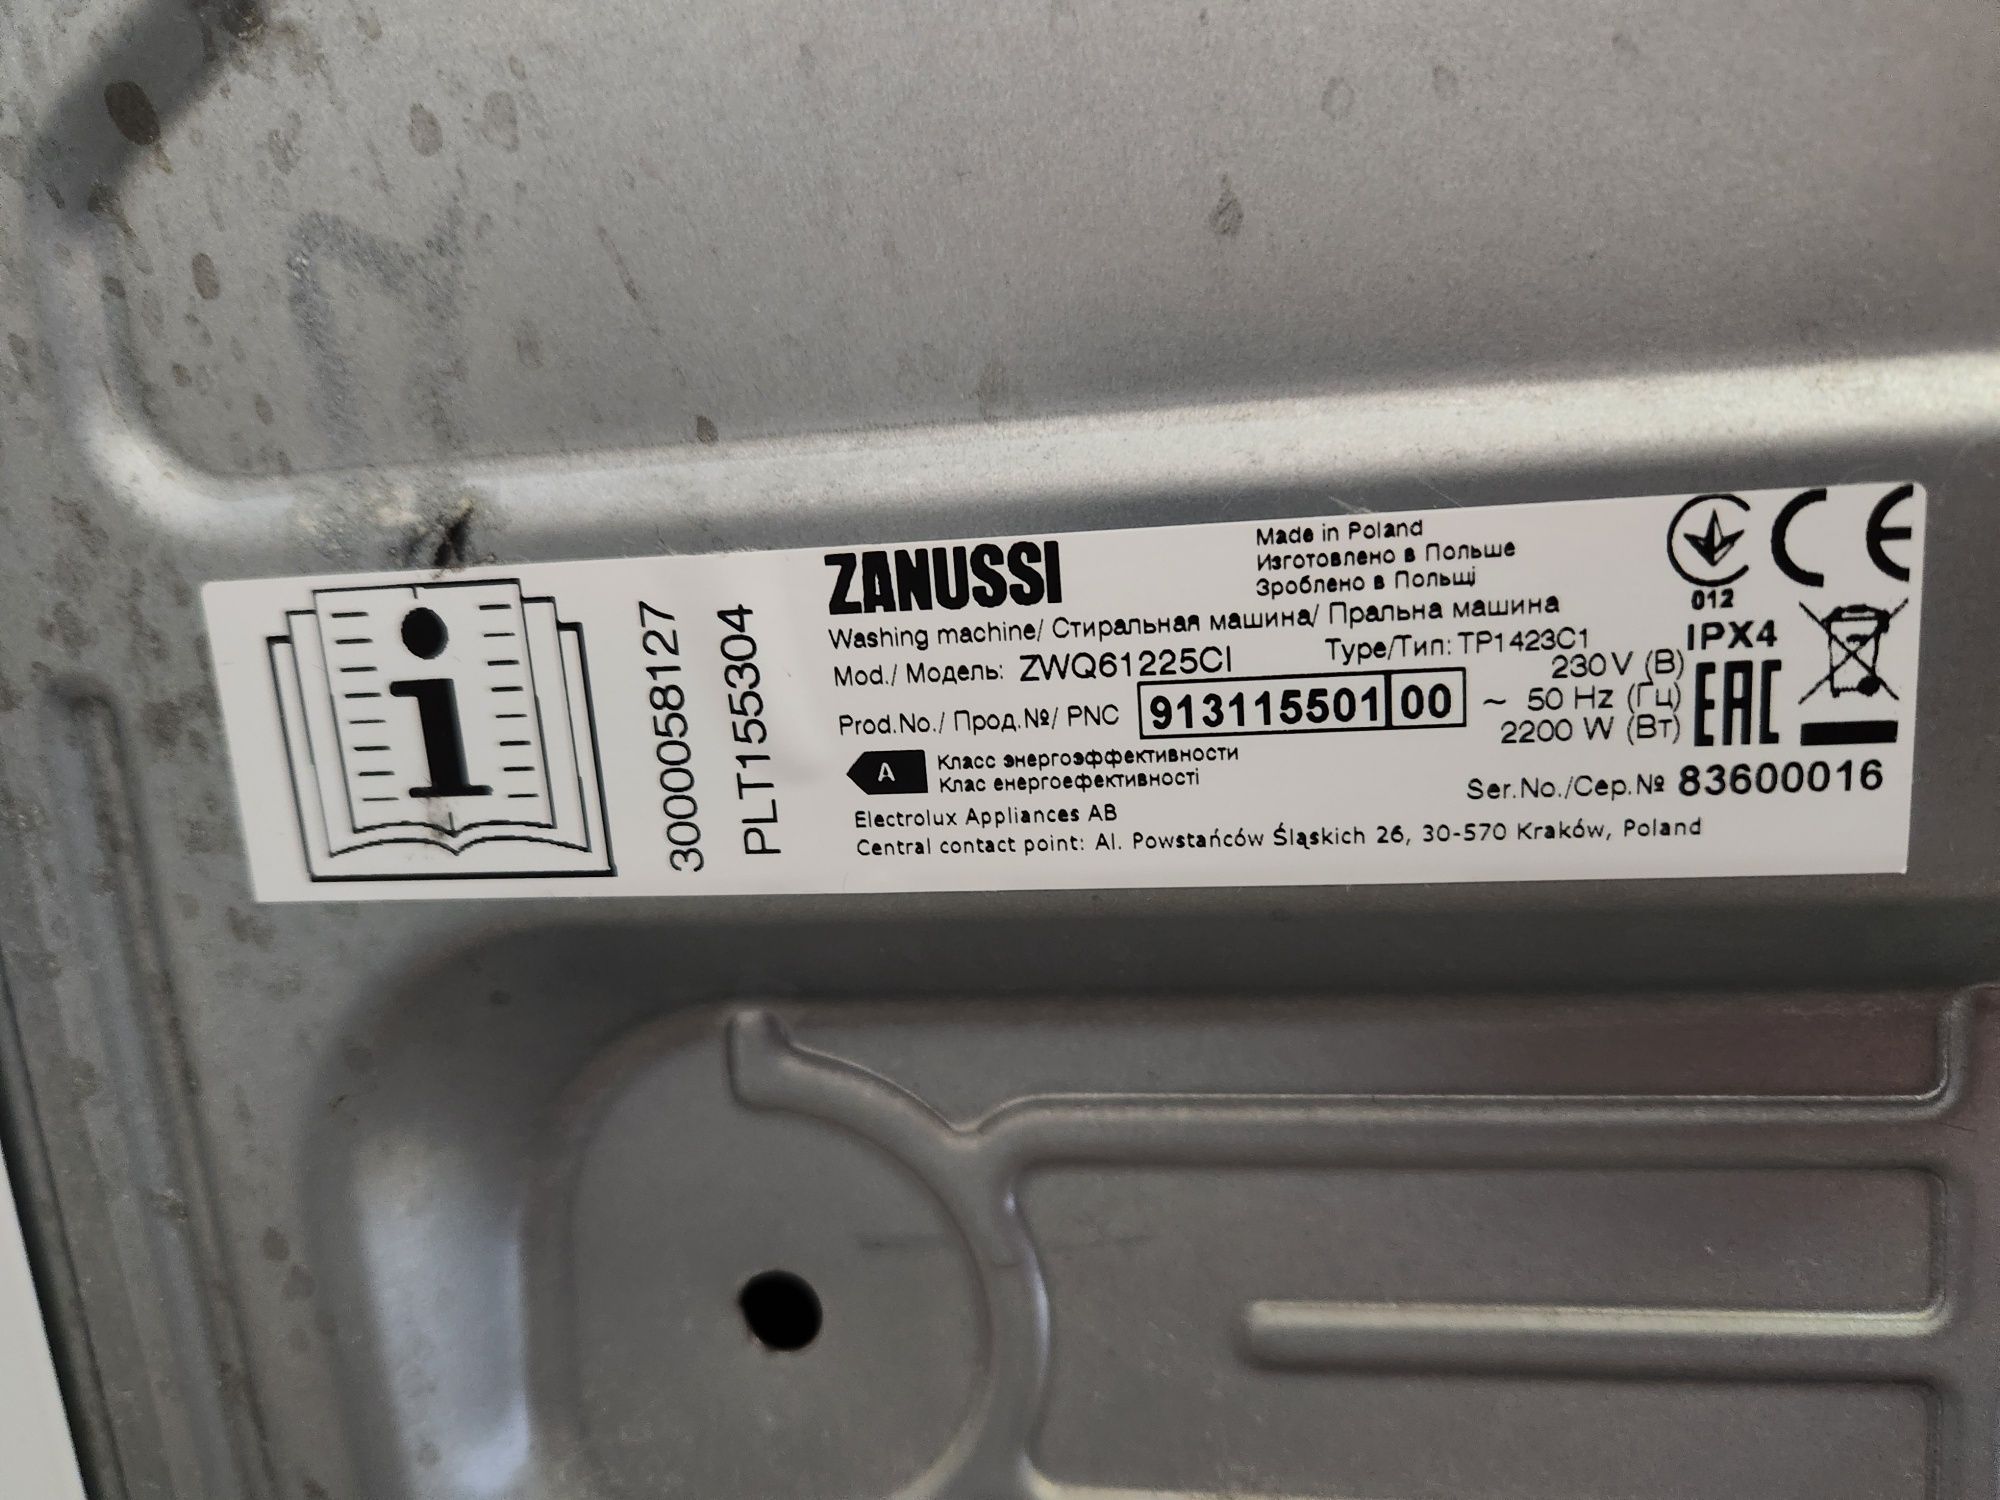 i
3000058127
PLT155304
ZANUSSI
Made in Poland
Изготовлено в Польше
Зроблено в Польщі
012
CE
Washing machine/ Стиральная машина/ Пральна машина
Mod./ Модель: ZWQ61225CI
Type/Тип: TP1423C1
IPX4
Prod.No./ Прод.№/ PNC 913115501 00
230V (В)
~ 50 Hz (Гц)
2200 W (Вт)
EAC
A
Класс энергоэффективности
Клас енергоефективності
Ser.No./Сер.№ 83600016
Electrolux Appliances AB
Central contact point: Al. Powstańców Śląskich 26, 30-570 Kraków, Poland